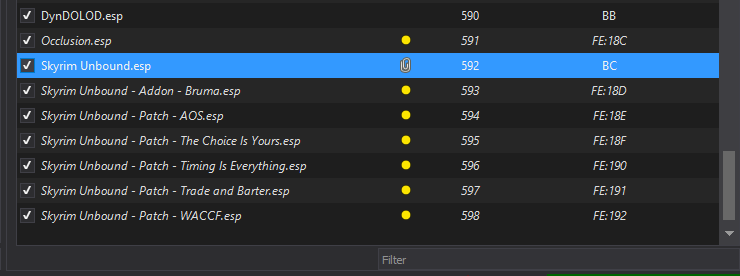 DynDOLOD.esp 590 BB
Occlusion.esp 591 FE:18C
Skyrim Unbound.esp 592 BC
Skyrim Unbound - Addon - Bruma.esp 593 FE:18D
Skyrim Unbound - Patch - AOS.esp 594 FE:18E
Skyrim Unbound - Patch - The Choice Is Yours.esp 595 FE:18F
Skyrim Unbound - Patch - Timing Is Everything.esp 596 FE:190
Skyrim Unbound - Patch - Trade and Barter.esp 597 FE:191
Skyrim Unbound - Patch - WACCF.esp 598 FE:192
Filter